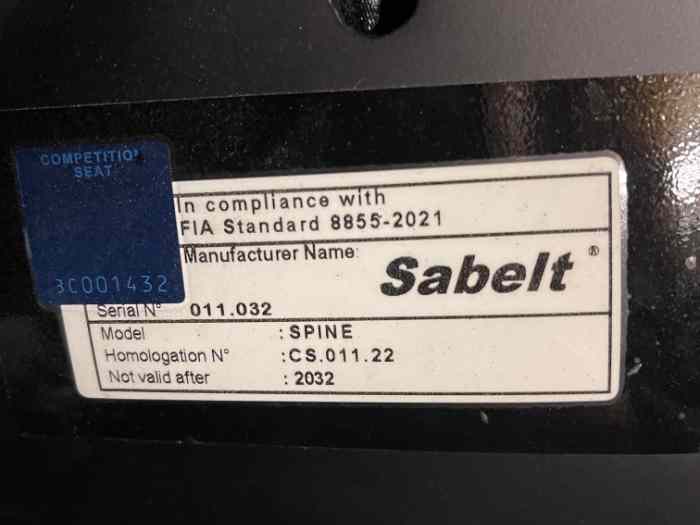 COMPETITION
SEAT
3C001432
In compliance with
FIA Standard 8855-2021
Manufacturer Name:
Sabelt®
Serial N° 011.032
Model : SPINE
Homologation N° :CS.011.22
Not valid after : 2032